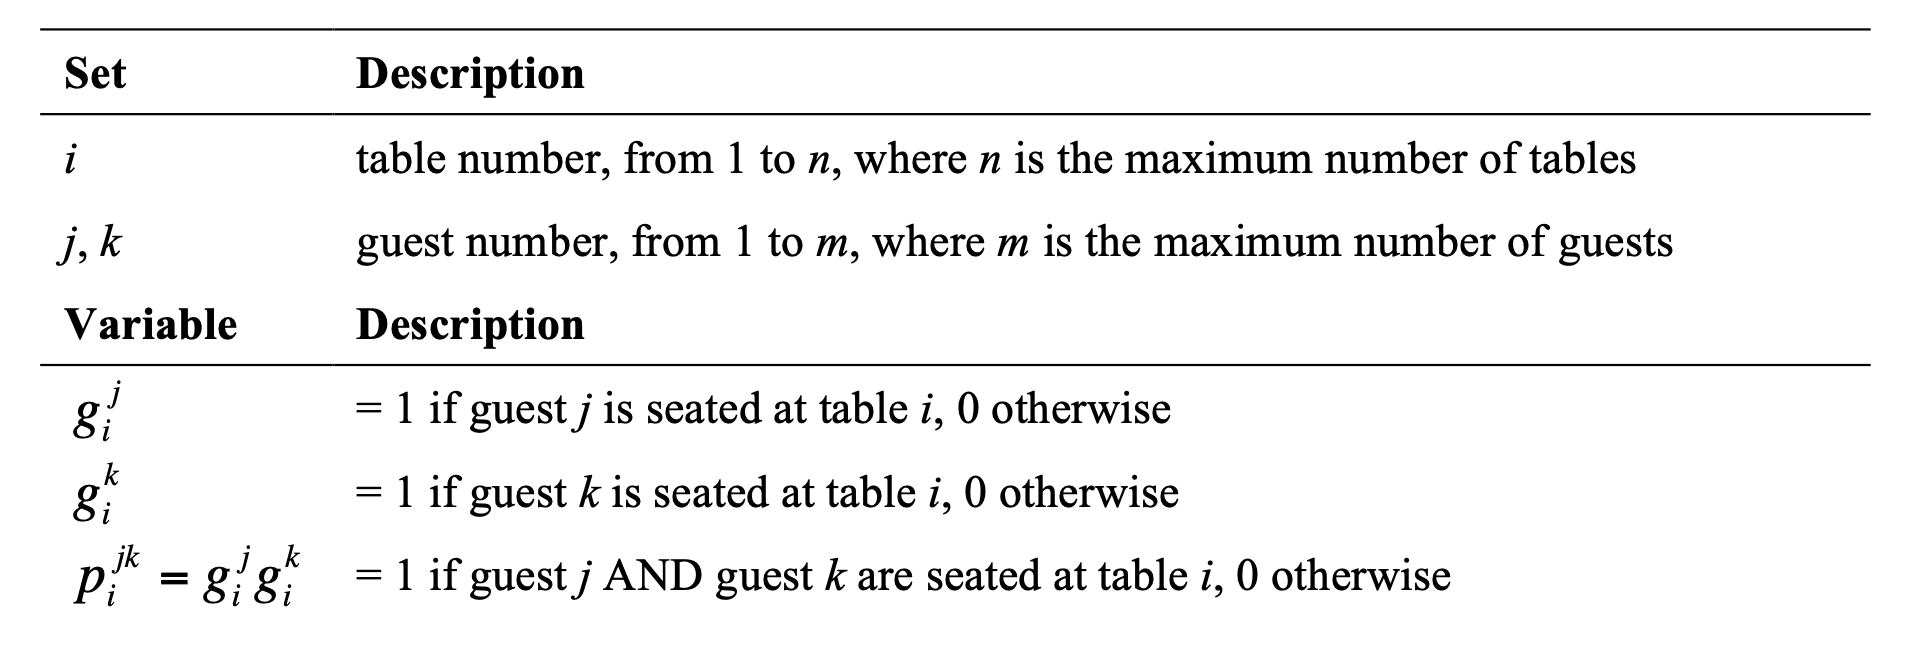 Set Description
i table number, from 1 to n, where n is the maximum number of tables
j, k guest number, from 1 to m, where m is the maximum number of guests
Variable Description
g_i^j = 1 if guest j is seated at table i, 0 otherwise
g_i^k = 1 if guest k is seated at table i, 0 otherwise
p_i^{jk} = g_i^j g_i^k = 1 if guest j AND guest k are seated at table i, 0 otherwise